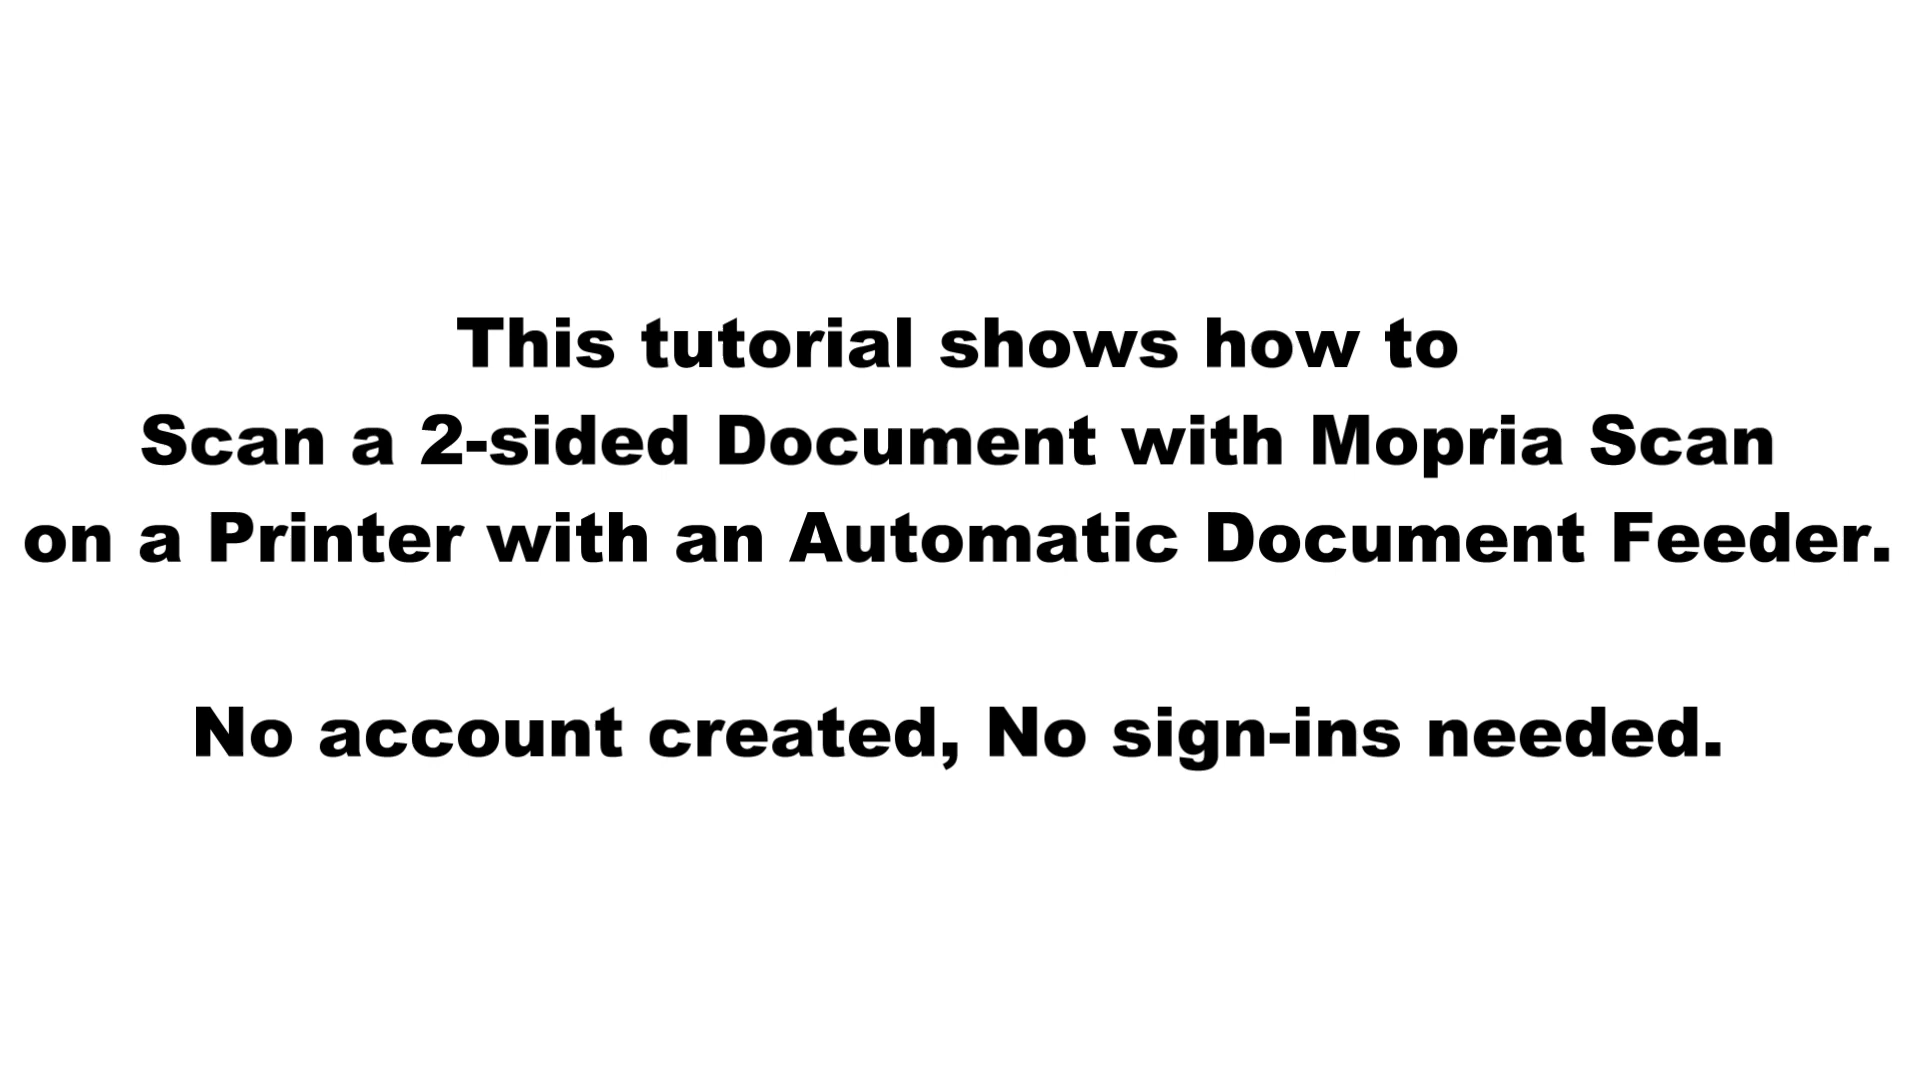 This tutorial shows how to
Scan a 2-sided Document with Mopria Scan
on a Printer with an Automatic Document Feeder.
No account created, No sign-ins needed.